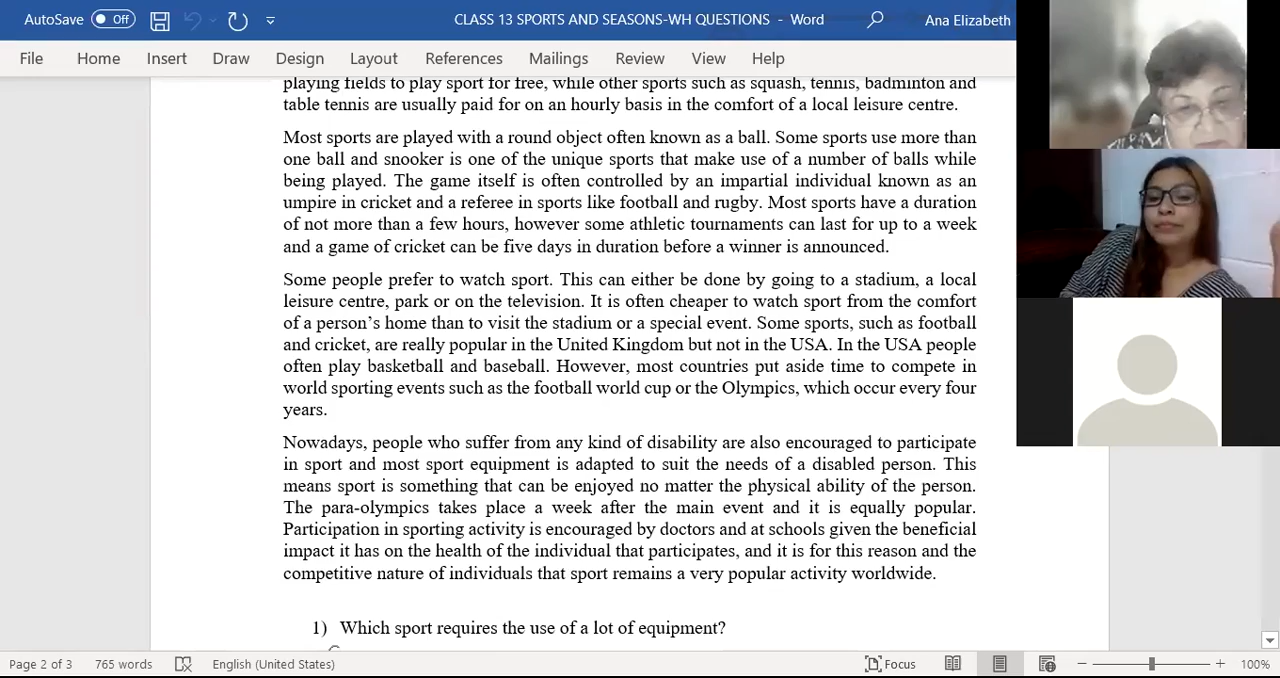 AutoSave Off CLASS 13 SPORTS AND SEASONS-WH QUESTIONS - Word Ana Elizabeth
File Home Insert Draw Design Layout References Mailings Review View Help
playing fields to play sport for free, while other sports such as squash, tennis, badminton and
table tennis are usually paid for on an hourly basis in the comfort of a local leisure centre.
Most sports are played with a round object often known as a ball. Some sports use more than
one ball and snooker is one of the unique sports that make use of a number of balls while
being played. The game itself is often controlled by an impartial individual known as an
umpire in cricket and a referee in sports like football and rugby. Most sports have a duration
of not more than a few hours, however some athletic tournaments can last for up to a week
and a game of cricket can be five days in duration before a winner is announced.
Some people prefer to watch sport. This can either be done by going to a stadium, a local
leisure centre, park or on the television. It is often cheaper to watch sport from the comfort
of a person's home than to visit the stadium or a special event. Some sports, such as football
and cricket, are really popular in the United Kingdom but not in the USA. In the USA people
often play basketball and baseball. However, most countries put aside time to compete in
world sporting events such as the football world cup or the Olympics, which occur every four
years.
Nowadays, people who suffer from any kind of disability are also encouraged to participate
in sport and most sport equipment is adapted to suit the needs of a disabled person. This
means sport is something that can be enjoyed no matter the physical ability of the person.
The para-olympics takes place a week after the main event and it is equally popular.
Participation in sporting activity is encouraged by doctors and at schools given the beneficial
impact it has on the health of the individual that participates, and it is for this reason and the
competitive nature of individuals that sport remains a very popular activity worldwide.
1) Which sport requires the use of a lot of equipment?
Page 2 of 3 765 words English (United States) Focus 100%